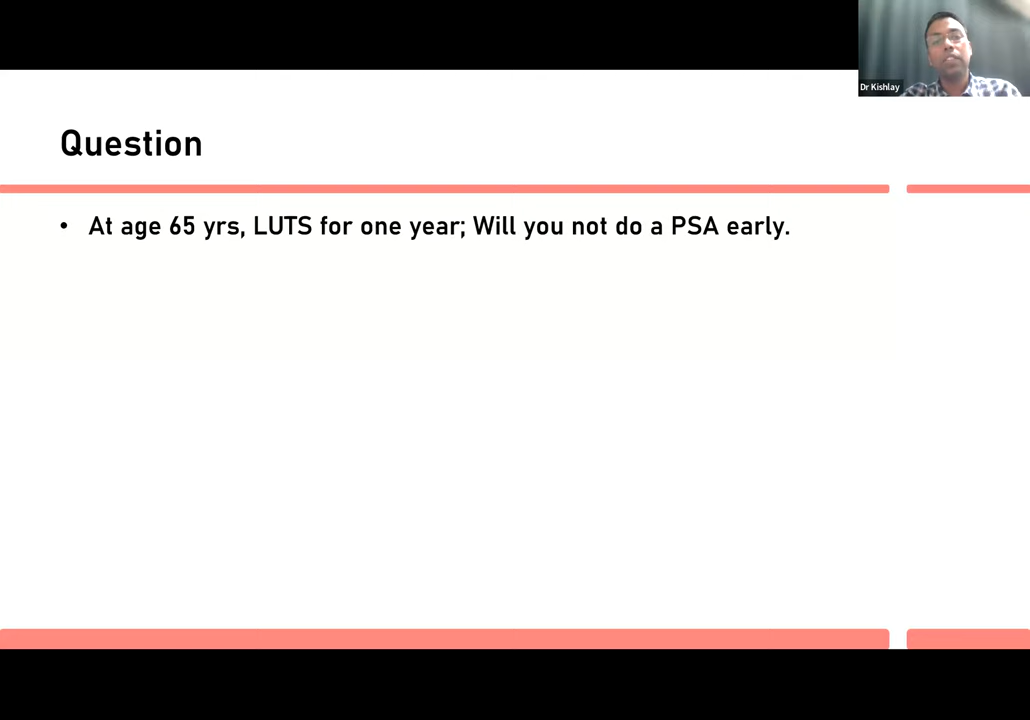 Dr Kishlay
Question
• At age 65 yrs, LUTS for one year; Will you not do a PSA early.